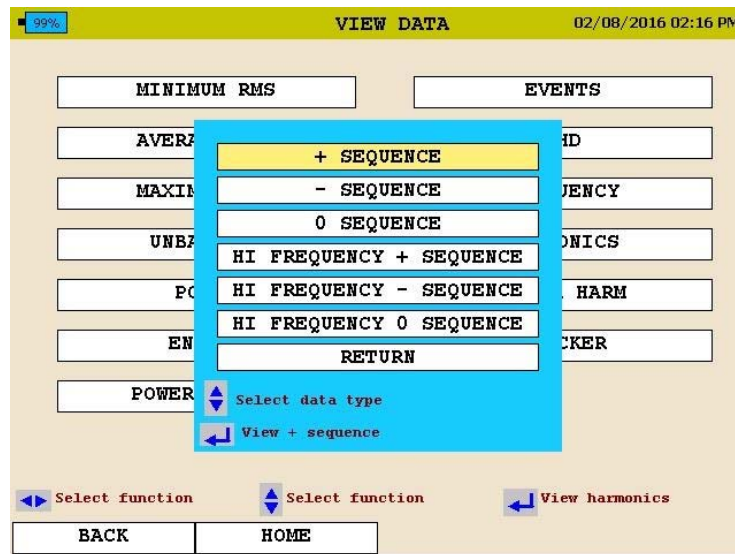 99% VIEW DATA 02/08/2016 02:16 PM
MINIMUM RMS EVENTS
AVERA HD
+ SEQUENCE
MAXIM UENCY
- SEQUENCE
0 SEQUENCE
UNBA ONICS
HI FREQUENCY + SEQUENCE
PO HARM
HI FREQUENCY - SEQUENCE
HI FREQUENCY 0 SEQUENCE
EN CKER
RETURN
POWER
Select data type
View + sequence
Select function Select function View harmonics
BACK HOME